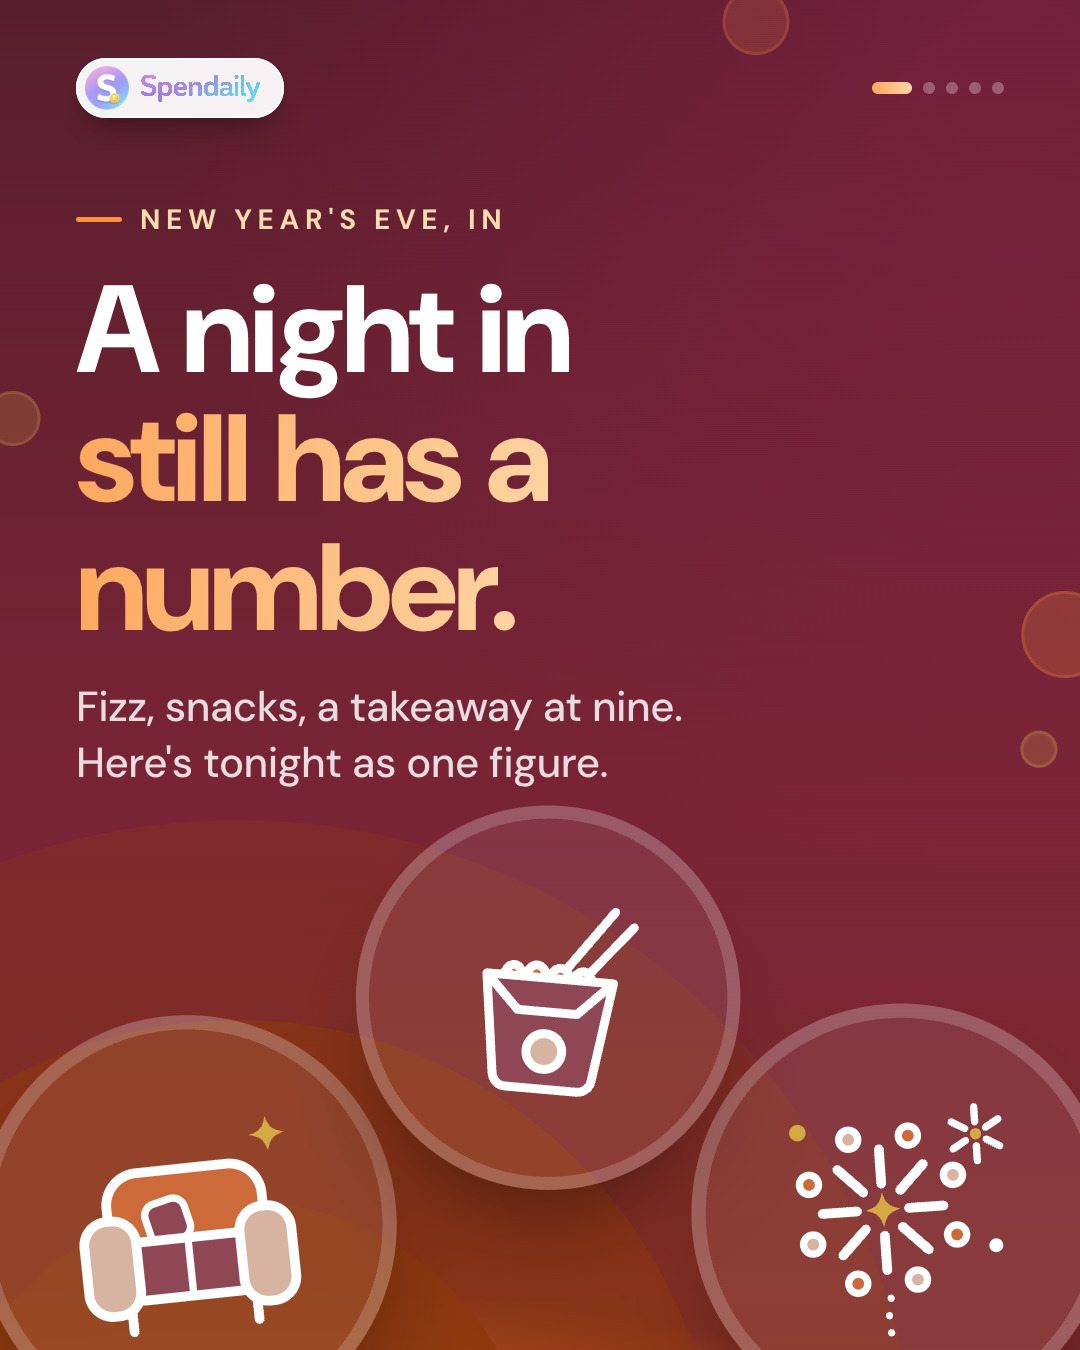 Spendaily
NEW YEAR'S EVE, IN
A night in
still has a
number.
Fizz, snacks, a takeaway at nine.
Here's tonight as one figure.